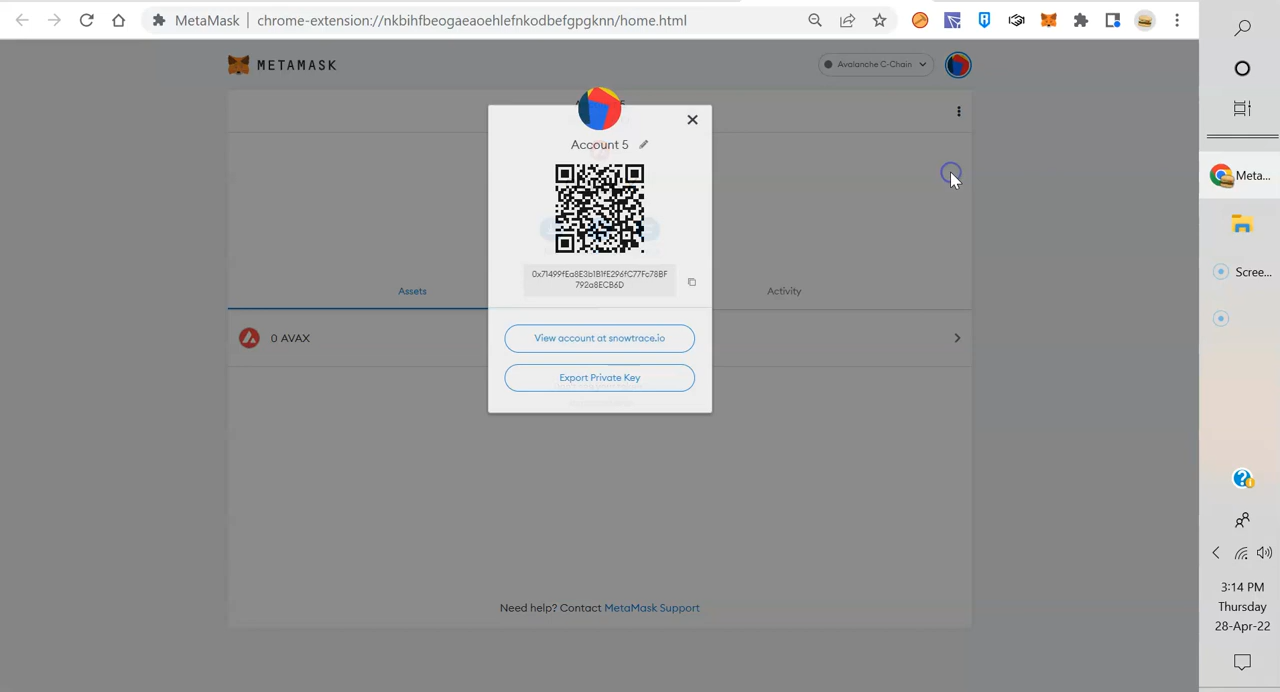 MetaMask
chrome-extension://nkbihfbeogaeaoehlefnkodbefgpgknn/home.html
METAMASK
Avalanche C-Chain
Account 5
0x71499fEa8E3b1B1fE296fC77Fc78BF
792a8ECB6D
Assets
Activity
View account at snowtrace.io
0 AVAX
Export Private Key
Need help? Contact MetaMask Support
Meta...
Scree...
3:14 PM
Thursday
28-Apr-22